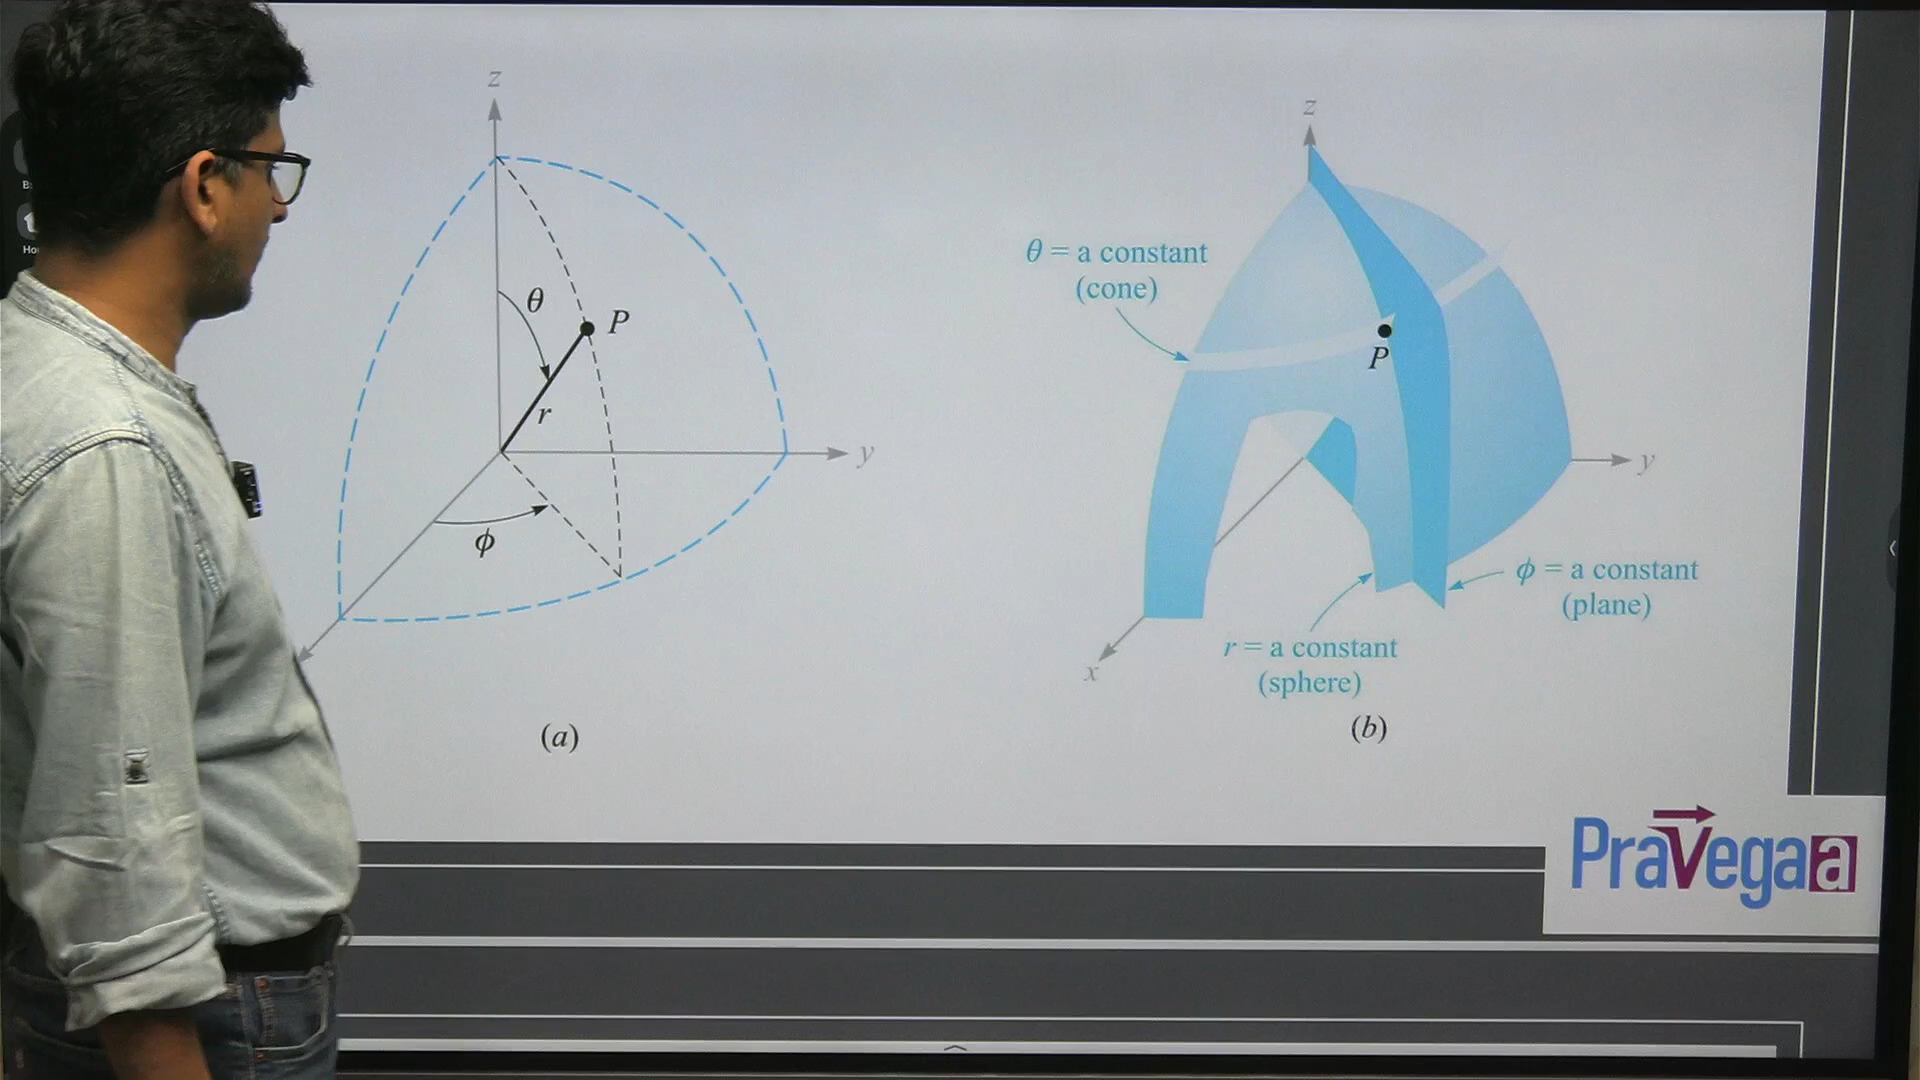 z
θ
P
r
y
ϕ
(a)
z
θ = a constant
(cone)
P
y
ϕ = a constant
(plane)
r = a constant
(sphere)
x
(b)
PraVegaa